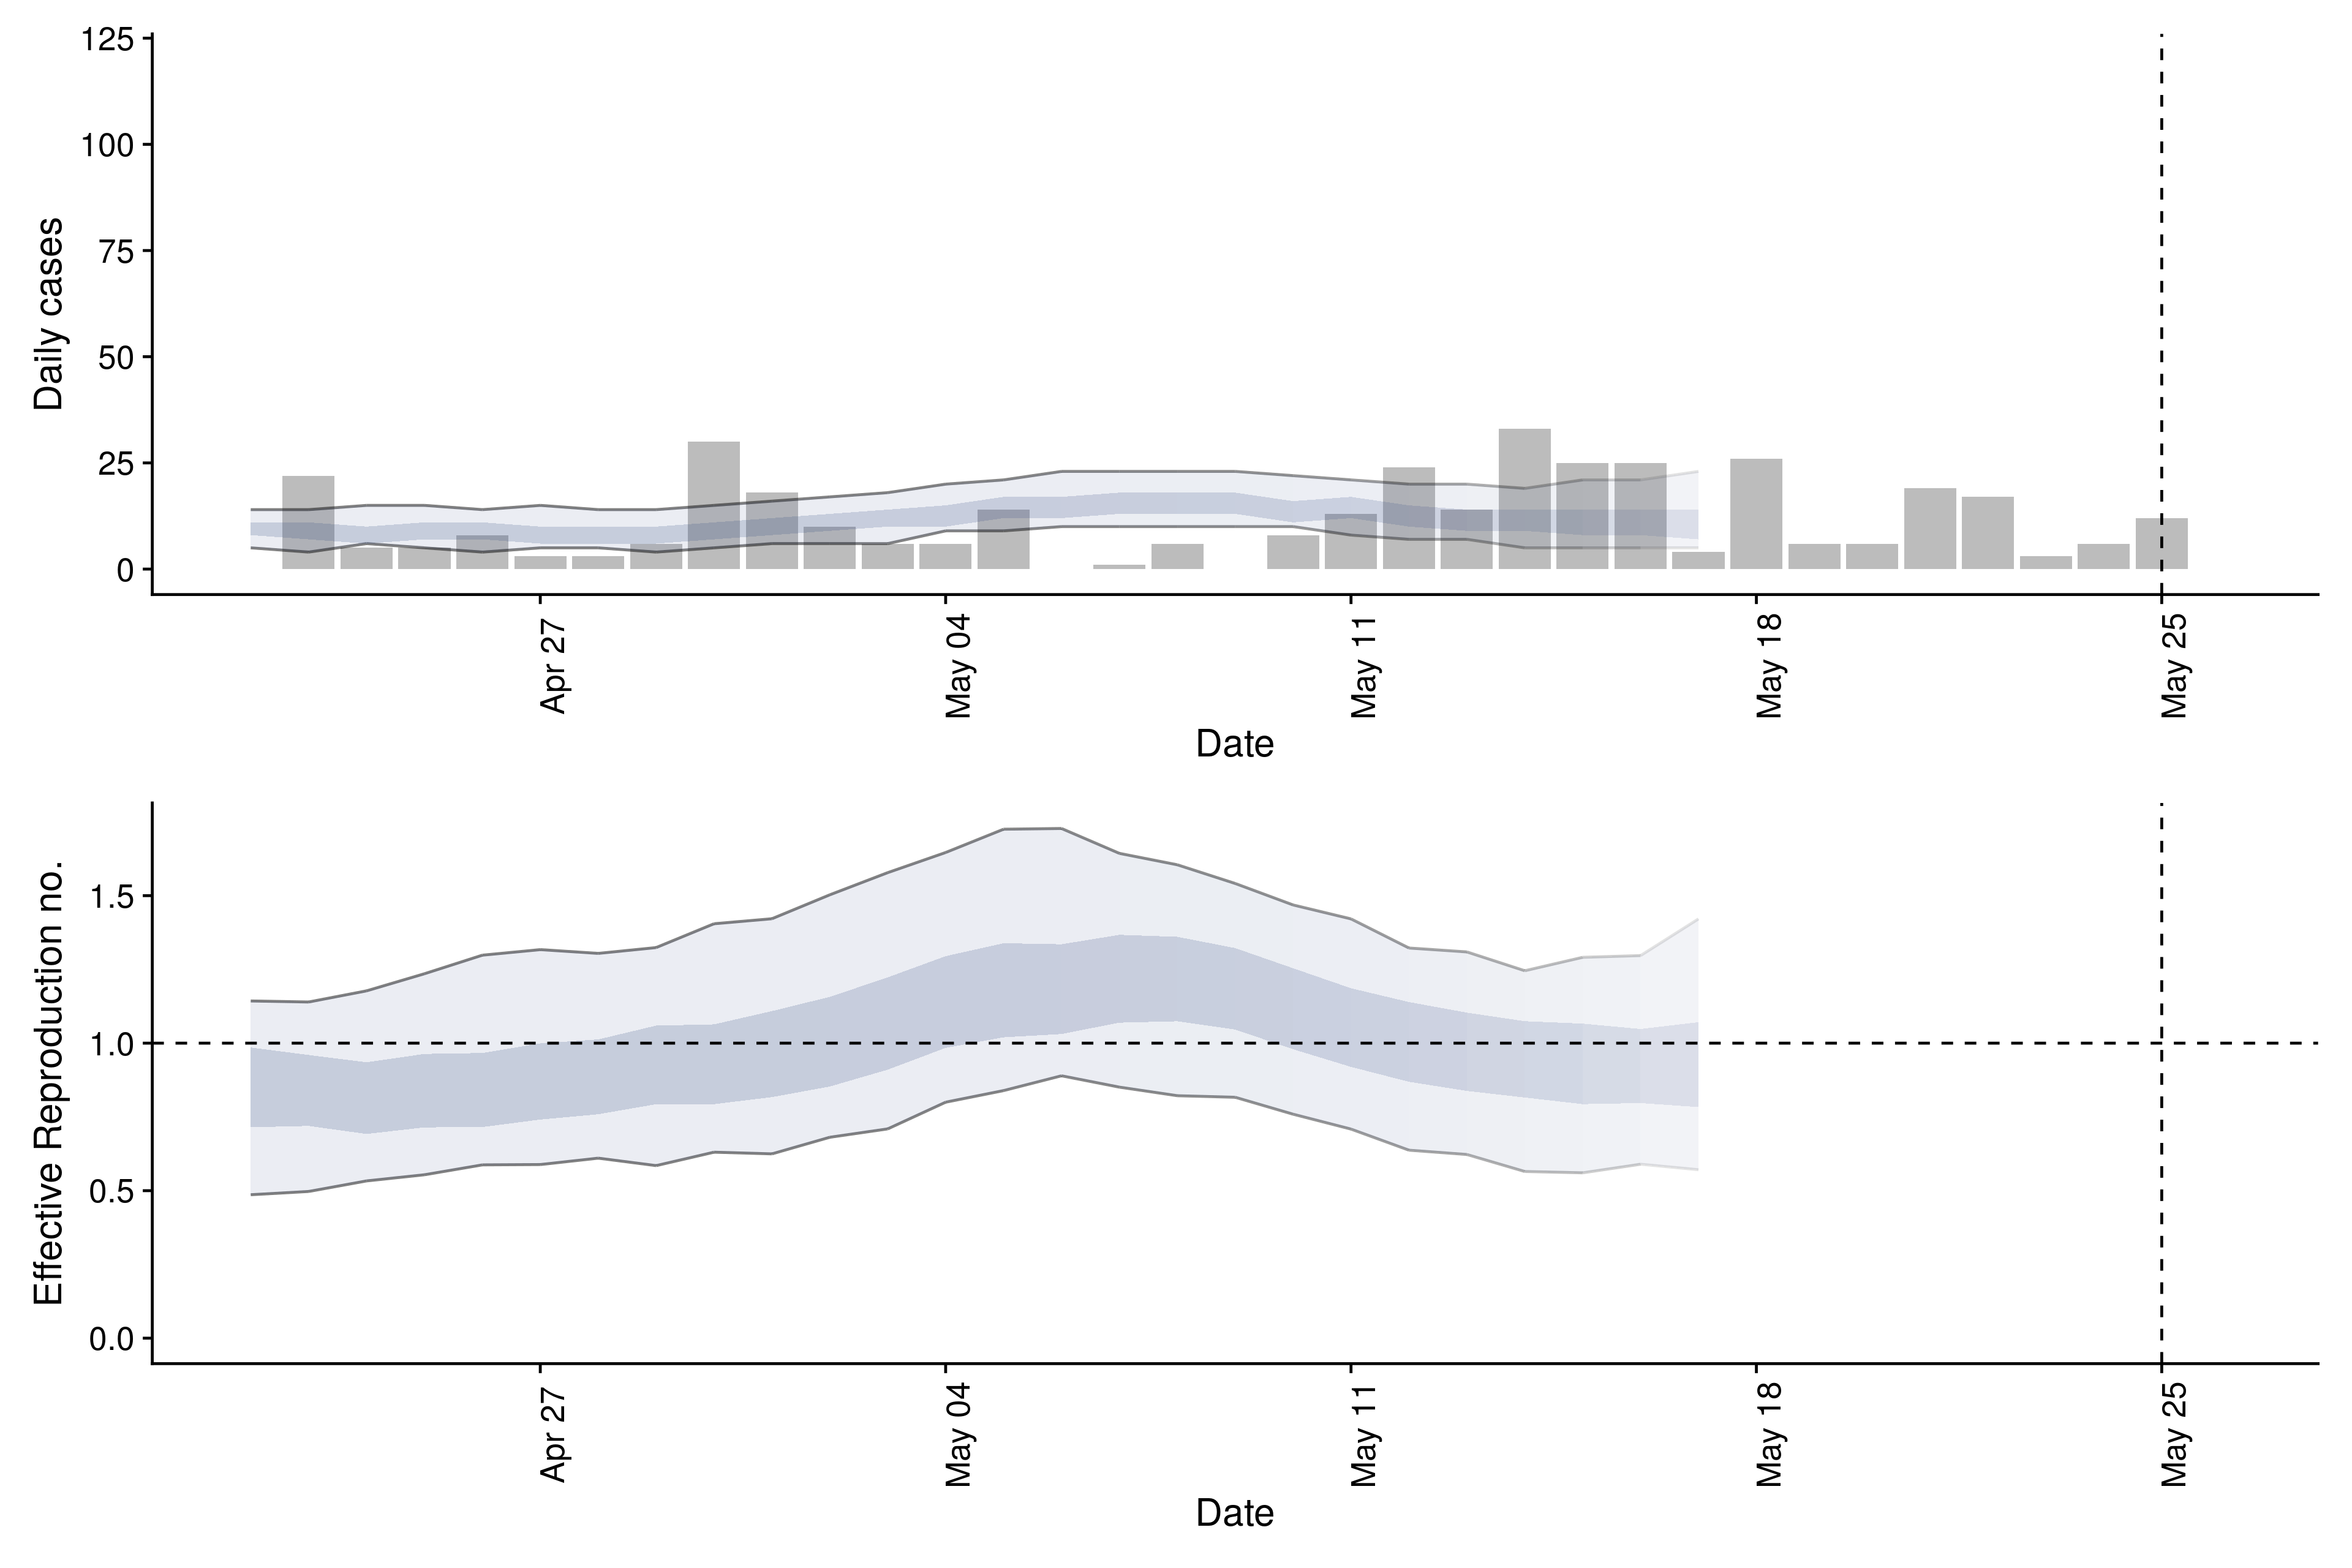 Daily cases
125
100
75
50
25
0
Apr 27
May 04
May 11
May 18
May 25
Date
Effective Reproduction no.
1.5
1.0
0.5
0.0
Apr 27
May 04
May 11
May 18
May 25
Date